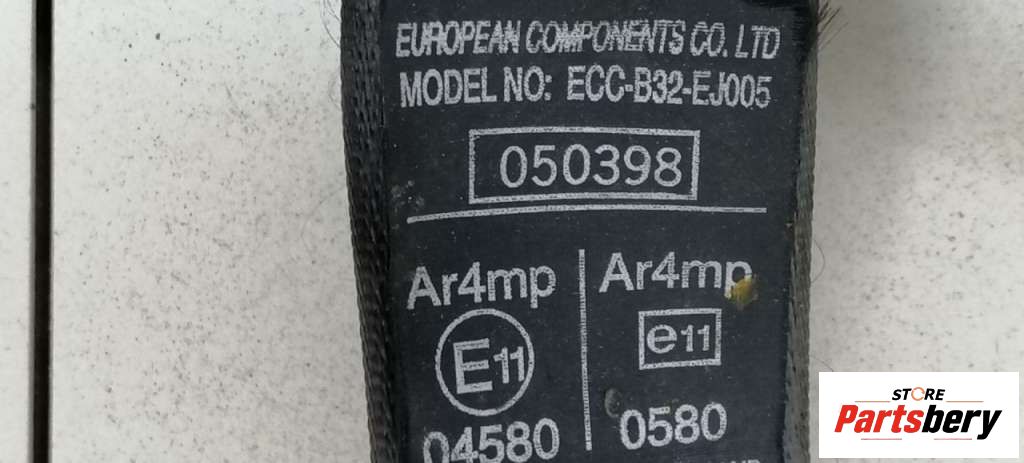 EUROPEAN COMPONENTS CO. LTD
MODEL NO: ECC-B32-EJ005
050398
Ar4mp Ar4mp
E11 e11
04580 0580
STORE
Partsbery